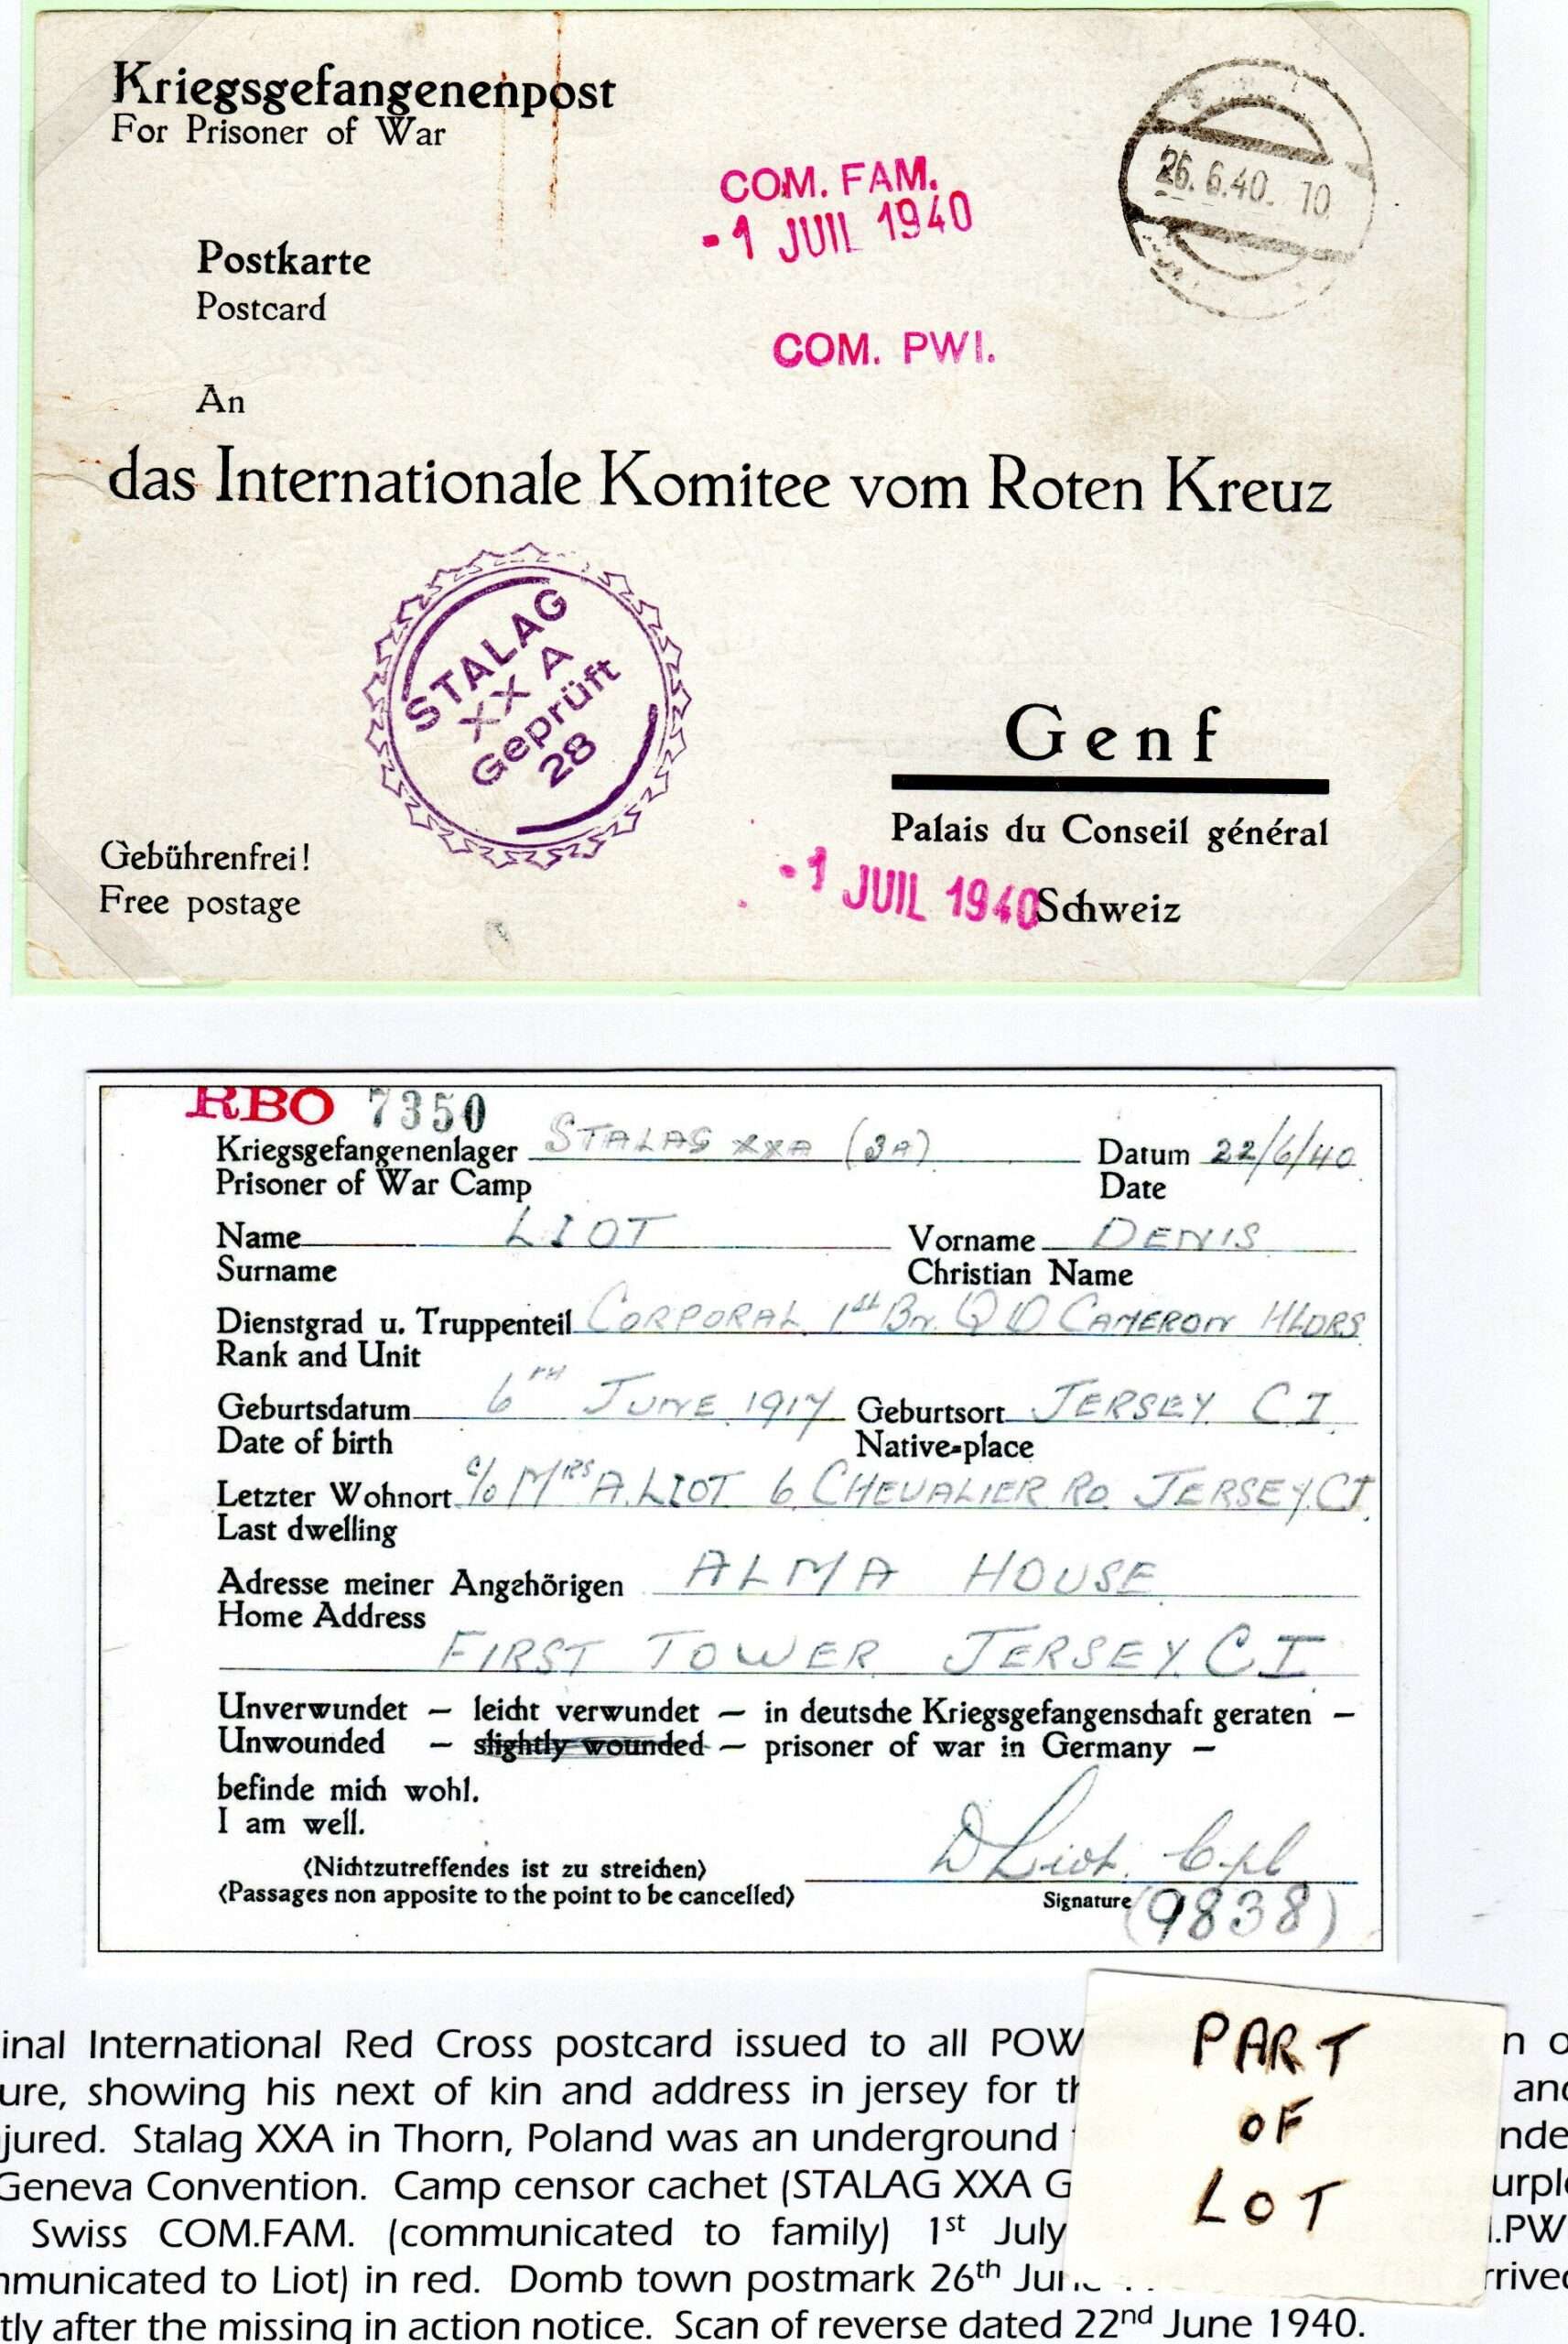 Kriegsgefangenenpost
For Prisoner of War
COM. FAM.
-1 JUIL 1940
26.6.40. 10
Postkarte
Postcard
COM. PWI.
An
das Internationale Komitee vom Roten Kreuz
STALAG
XX A
Geprüft
28
Genf
Palais du Conseil général
Gebührenfrei!
-1 JUIL 1940
Free postage
Schweiz
RBO 7350
Kriegsgefangenenlager STALAG XXA (3A) Datum 22/6/40
Prisoner of War Camp Date
Name LIOT Vorname DENIS
Surname Christian Name
Dienstgrad u. Truppenteil CORPORAL 1st Bn. Q O CAMERON HLDRS
Rank and Unit
Geburtsdatum 6TH JUNE 1917 Geburtsort JERSEY. C I.
Date of birth Native-place
Letzter Wohnort c/o MRS A. LIOT 6 CHEVALIER RD. JERSEY. CI.
Last dwelling
Adresse meiner Angehörigen ALMA HOUSE
Home Address
FIRST TOWER JERSEY. C I
Unverwundet – leicht verwundet – in deutsche Kriegsgefangenschaft geraten –
Unwounded – slightly wounded – prisoner of war in Germany –
befinde mich wohl.
I am well.
D Liot. Cpl
(Nichtzutreffendes ist zu streichen)
(Passages non apposite to the point to be cancelled)
Signature (9838)
PART
OF
LOT
inal International Red Cross postcard issued to all POW n o
ure, showing his next of kin and address in jersey for th and
jured. Stalag XXA in Thorn, Poland was an underground nde
Geneva Convention. Camp censor cachet (STALAG XXA G urple
Swiss COM.FAM. (communicated to family) 1st July .PW
mmunicated to Liot) in red. Domb town postmark 26th June rrived
tly after the missing in action notice. Scan of reverse dated 22nd June 1940.